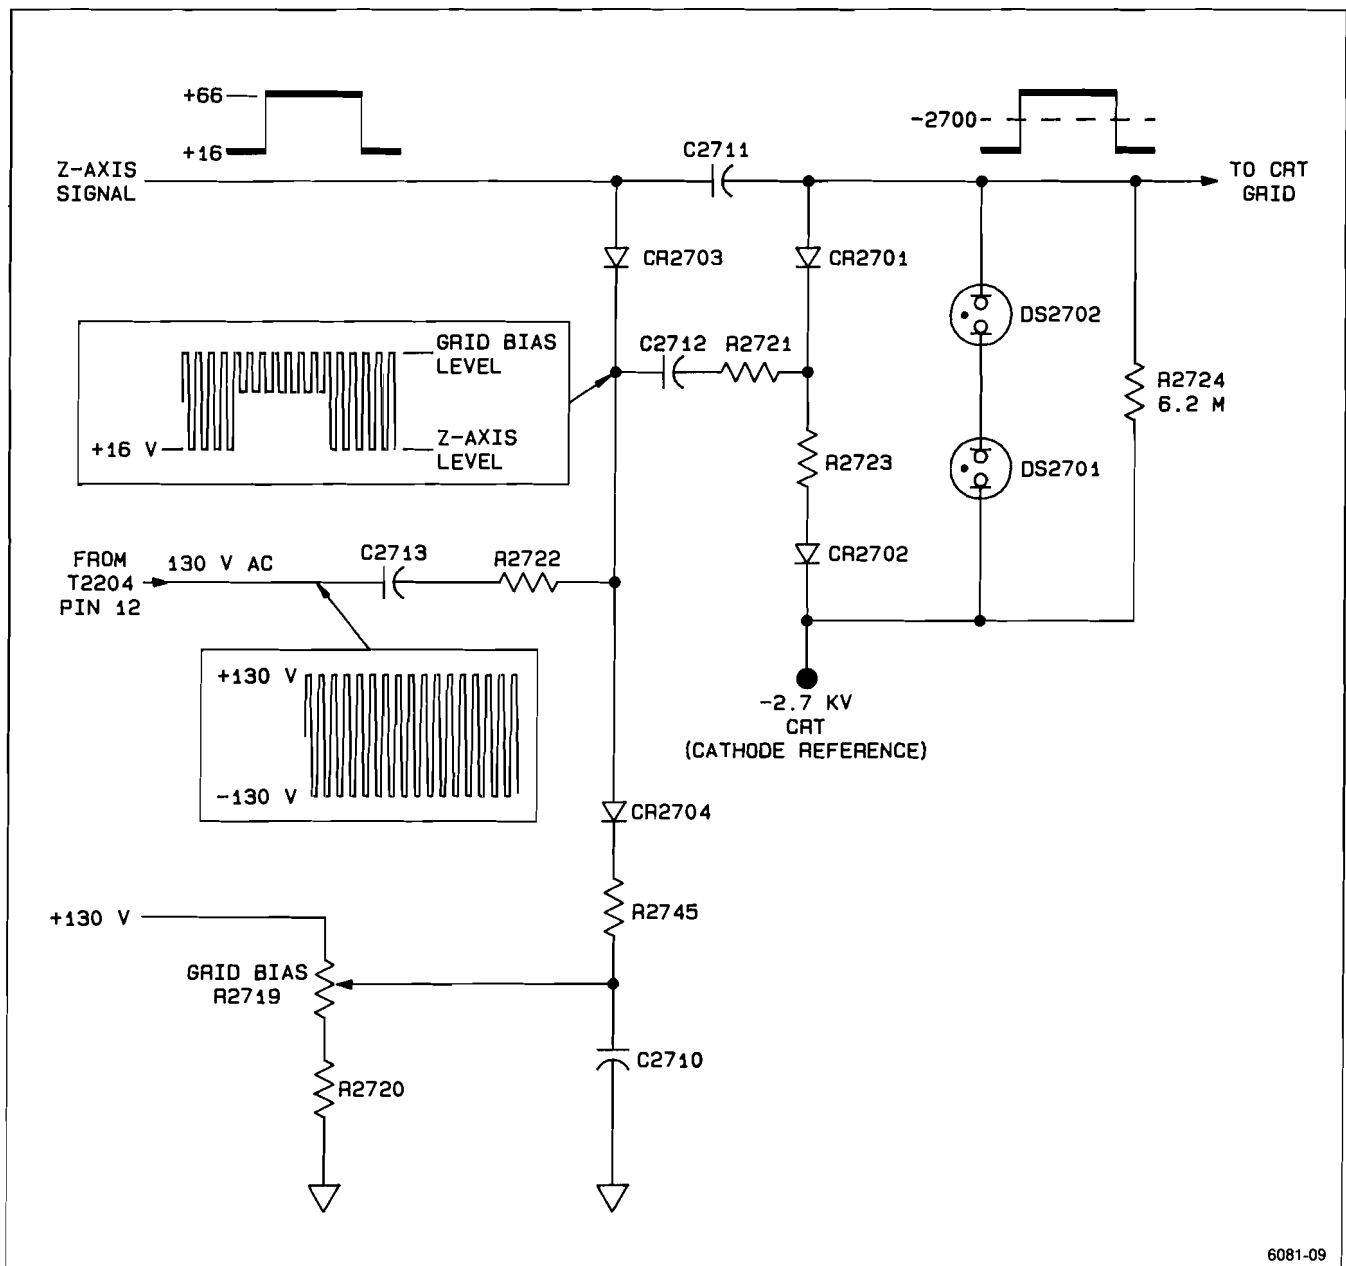 +66
+16
Z-AXIS
SIGNAL
C2711
-2700
TO CRT
GRID
CR2703
CR2701
DS2702
GRID BIAS
LEVEL
+16 V
Z-AXIS
LEVEL
C2712
R2721
R2724
6.2 M
R2723
DS2701
FROM
T2204
PIN 12
130 V AC
C2713
R2722
CR2702
+130 V
-130 V
-2.7 KV
CRT
(CATHODE REFERENCE)
CR2704
R2745
+130 V
GRID BIAS
R2719
C2710
R2720
6081-09